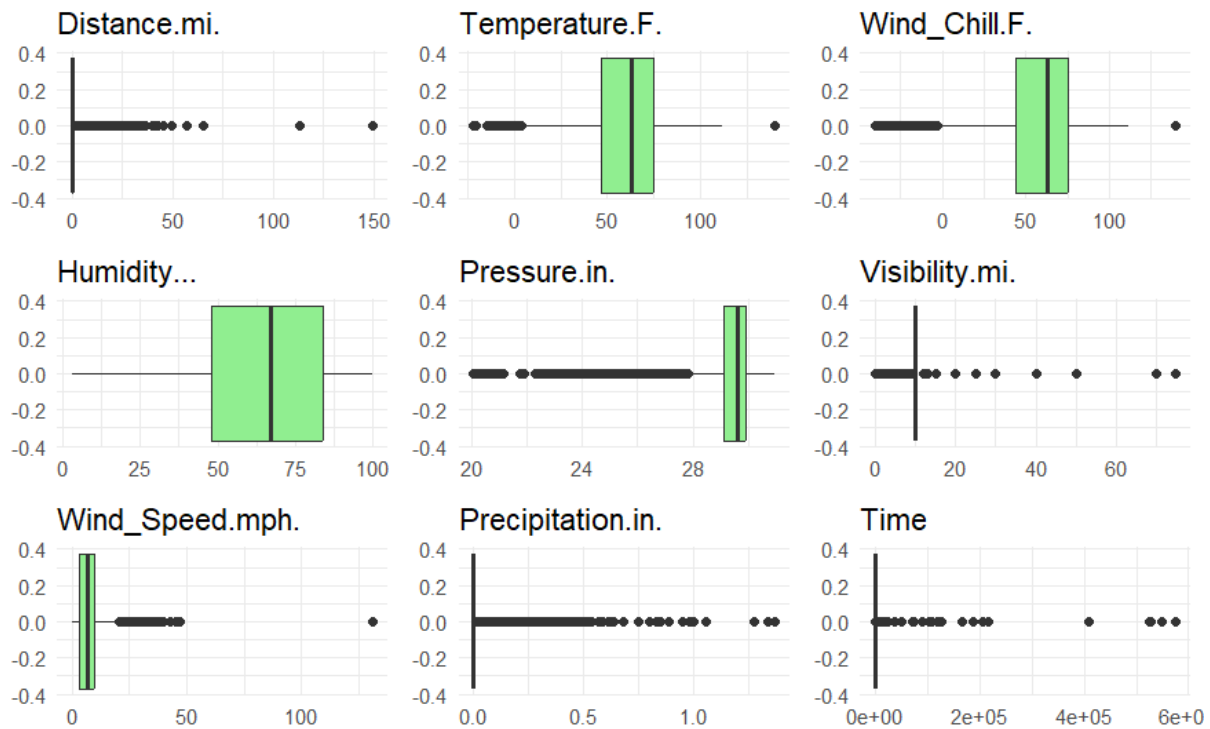 Distance.mi. Temperature.F. Wind_Chill.F.
0.4 0.4 0.4
0.2 0.2 0.2
0.0 0.0 0.0
-0.2 -0.2 -0.2
-0.4 -0.4 -0.4
0 50 100 150 0 50 100 0 50 100
Humidity... Pressure.in. Visibility.mi.
0.4 0.4 0.4
0.2 0.2 0.2
0.0 0.0 0.0
-0.2 -0.2 -0.2
-0.4 -0.4 -0.4
0 25 50 75 100 20 24 28 0 20 40 60
Wind_Speed.mph. Precipitation.in. Time
0.4 0.4 0.4
0.2 0.2 0.2
0.0 0.0 0.0
-0.2 -0.2 -0.2
-0.4 -0.4 -0.4
0 50 100 0.0 0.5 1.0 0e+00 2e+05 4e+05 6e+0